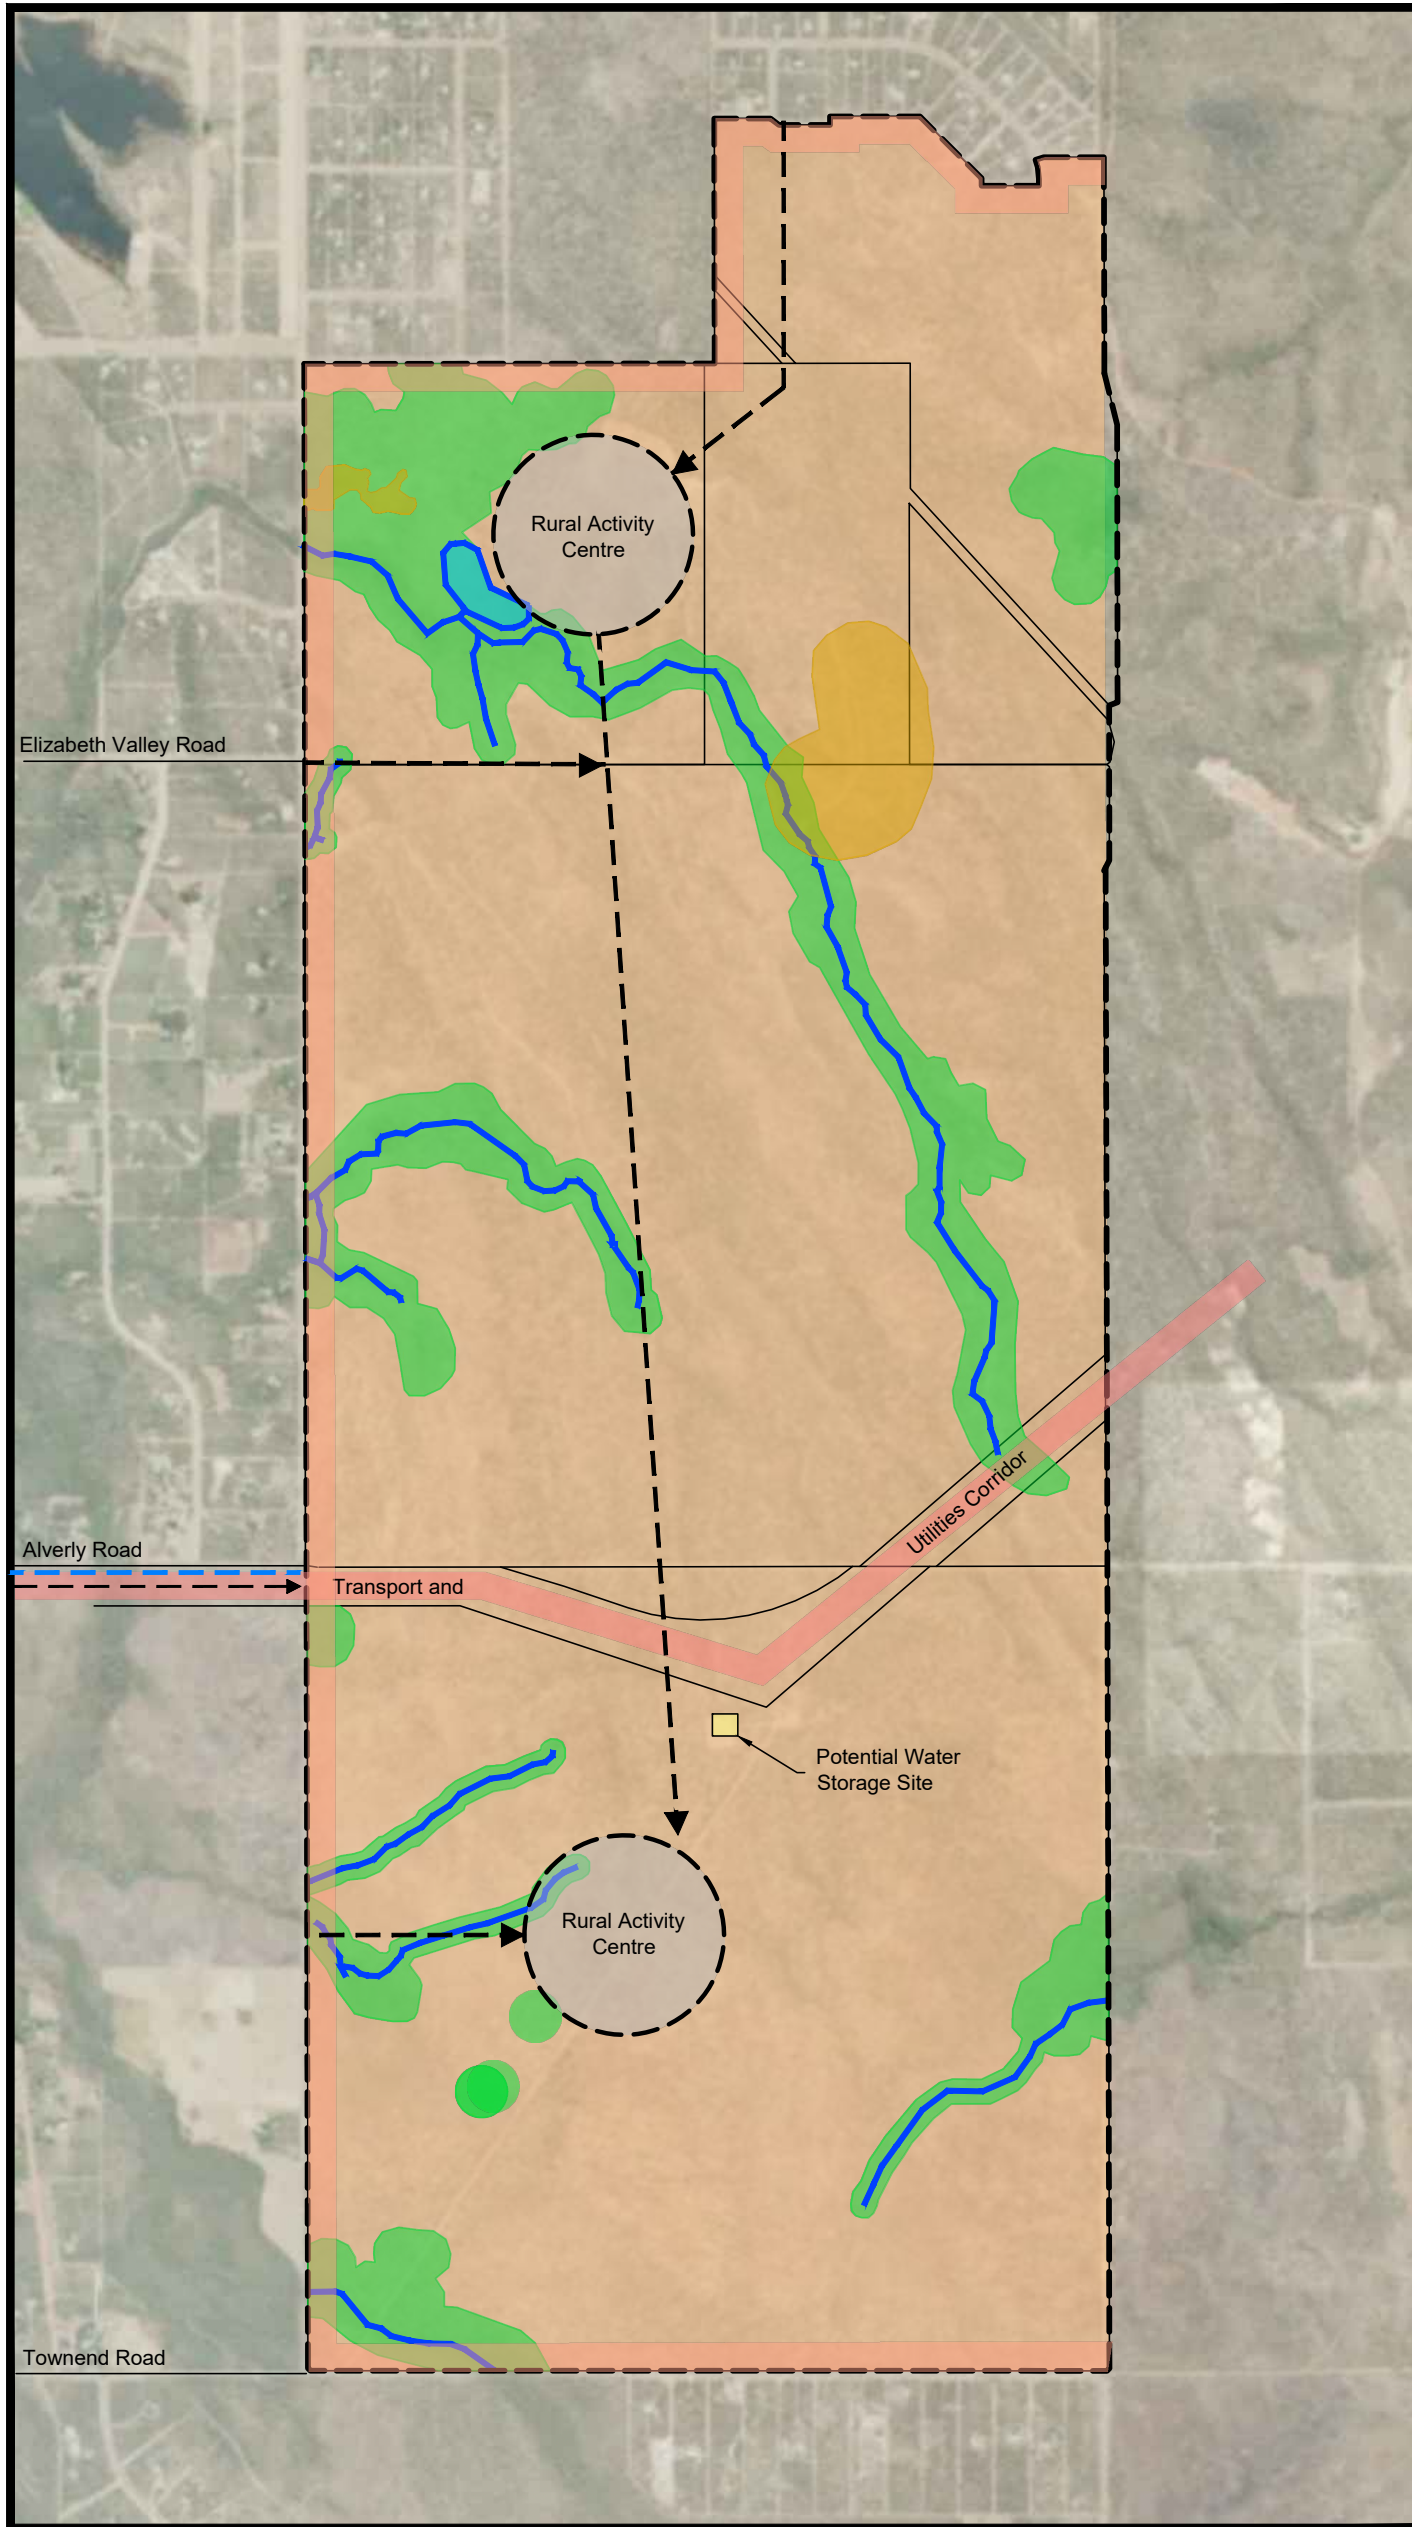 Rural Activity
Centre
Elizabeth Valley Road
Utilities Corridor
Alverly Road
Transport and
Potential Water
Storage Site
Rural Activity
Centre
Townend Road